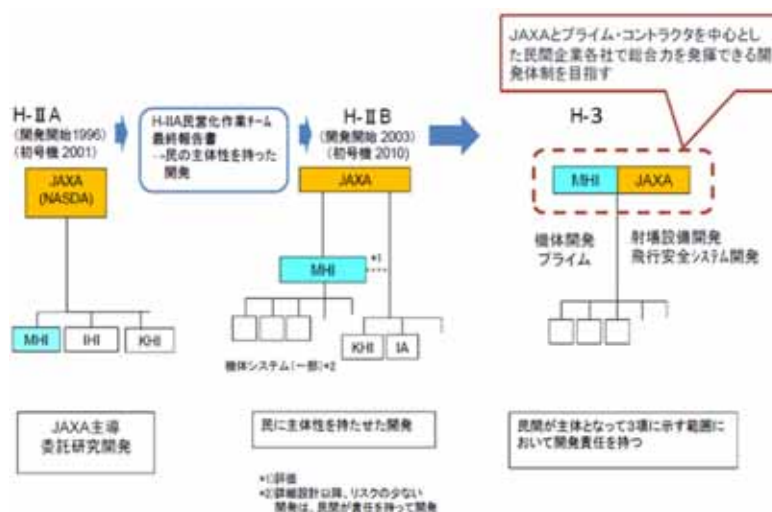 JAXAとプライム・コントラクタを中心とし
た民間企業各社で総合力を発揮できる開
発体制を目指す
H-ⅡA
(開発開始1996)
(初号機 2001)
H-IIA民営化作業チーム
最終報告書
→民の主体性を持った
開発
H-ⅡB
(開発開始 2003)
(初号機 2010)
H-3
JAXA
(NASDA)
JAXA
MHI
JAXA
MHI
*1
機体開発
プライム
射場設備開発
飛行安全システム開発
MHI
IHI
KHI
KHI
IA
機体システム(一部)*2
JAXA主導
委託研究開発
民に主体性を持たせた開発
民間が主体となって3項に示す範囲に
おいて開発責任を持つ
*1)評価
*2)詳細設計以降、リスクの少ない
開発は、民間が責任を持って開発